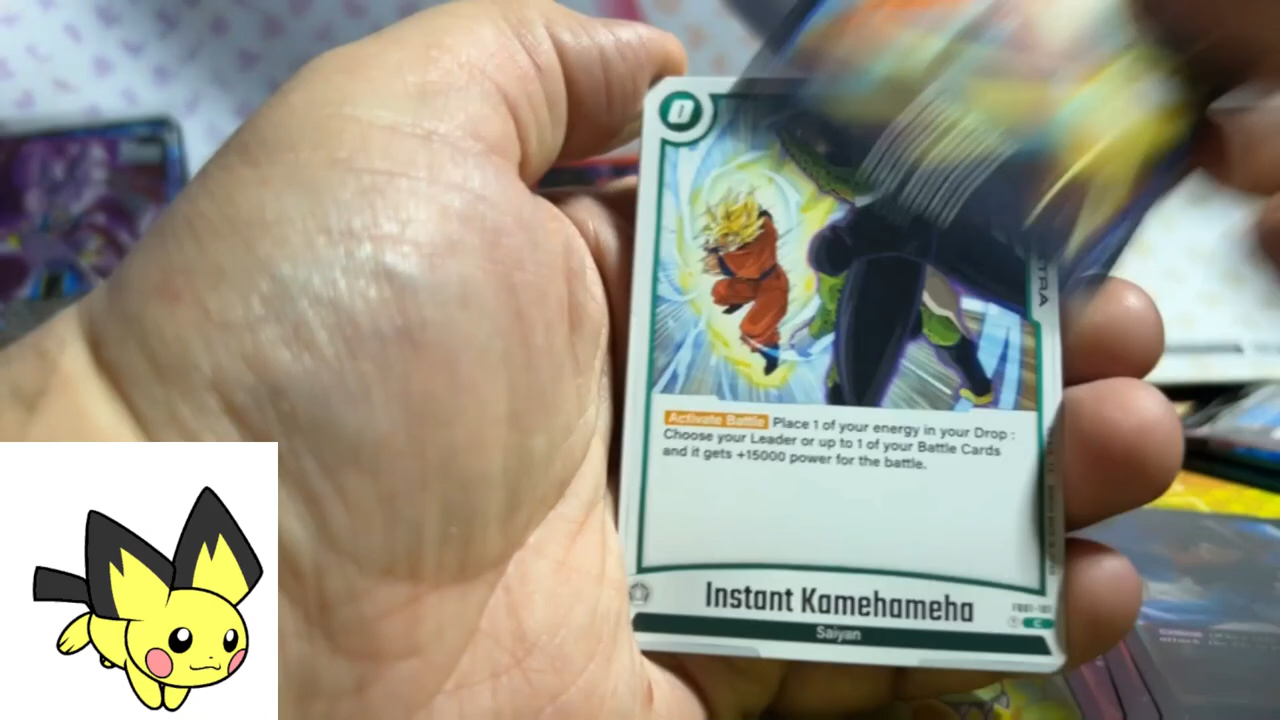 0
TRA
Activate Battle Place 1 of your energy in your Drop :
Choose your Leader or up to 1 of your Battle Cards
and it gets +15000 power for the battle.
Instant Kamehameha
C
Saiyan